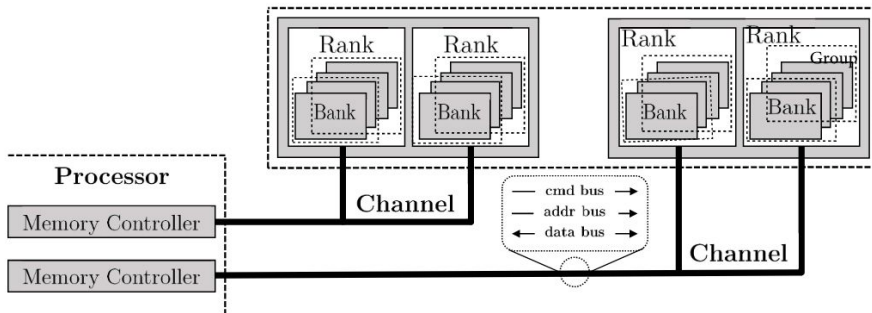 Rank
Rank
Rank
Rank
Group
Bank
Bank
Bank
Bank
Processor
Memory Controller
Channel
cmd bus
addr bus
data bus
Memory Controller
Channel